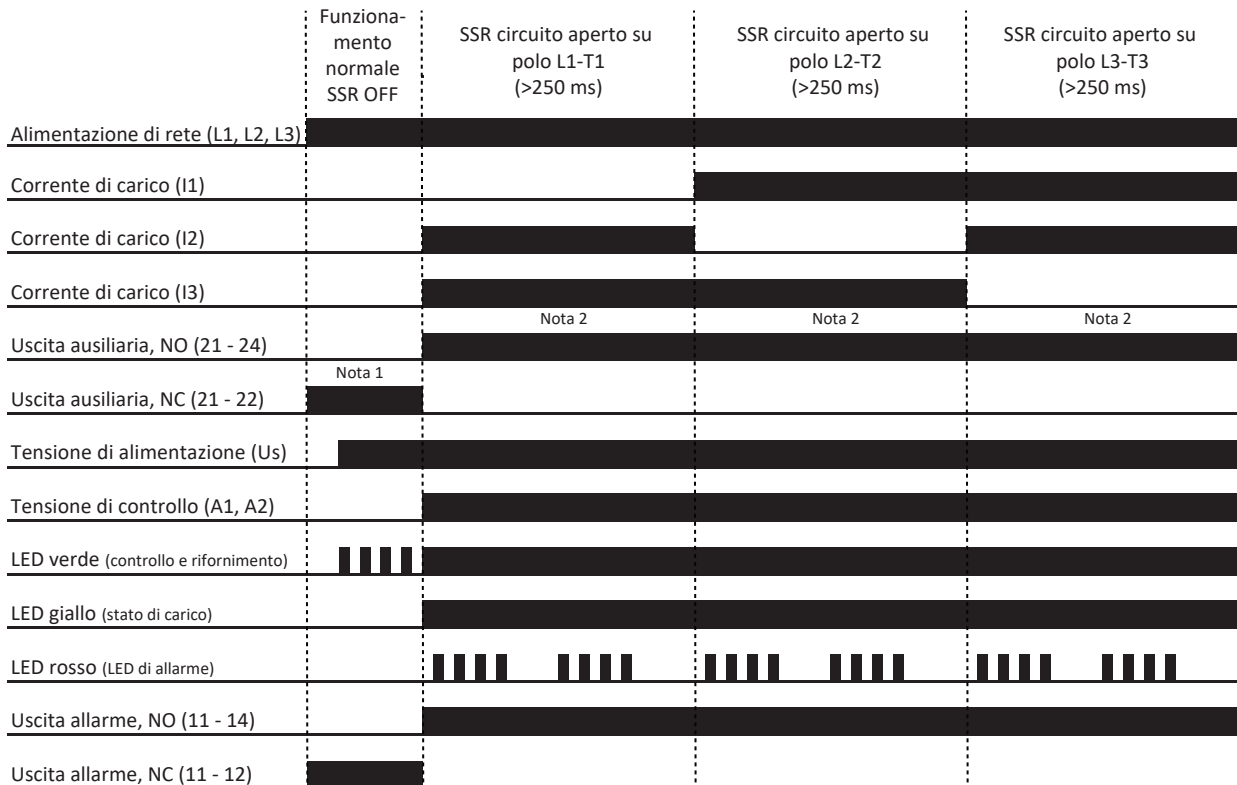 Funziona-
mento
normale
SSR OFF
SSR circuito aperto su
polo L1-T1
(>250 ms)
SSR circuito aperto su
polo L2-T2
(>250 ms)
SSR circuito aperto su
polo L3-T3
(>250 ms)
Alimentazione di rete (L1, L2, L3)
Corrente di carico (I1)
Corrente di carico (I2)
Corrente di carico (I3)
Nota 2
Nota 2
Nota 2
Uscita ausiliaria, NO (21 - 24)
Nota 1
Uscita ausiliaria, NC (21 - 22)
Tensione di alimentazione (Us)
Tensione di controllo (A1, A2)
LED verde (controllo e rifornimento)
LED giallo (stato di carico)
LED rosso (LED di allarme)
Uscita allarme, NO (11 - 14)
Uscita allarme, NC (11 - 12)